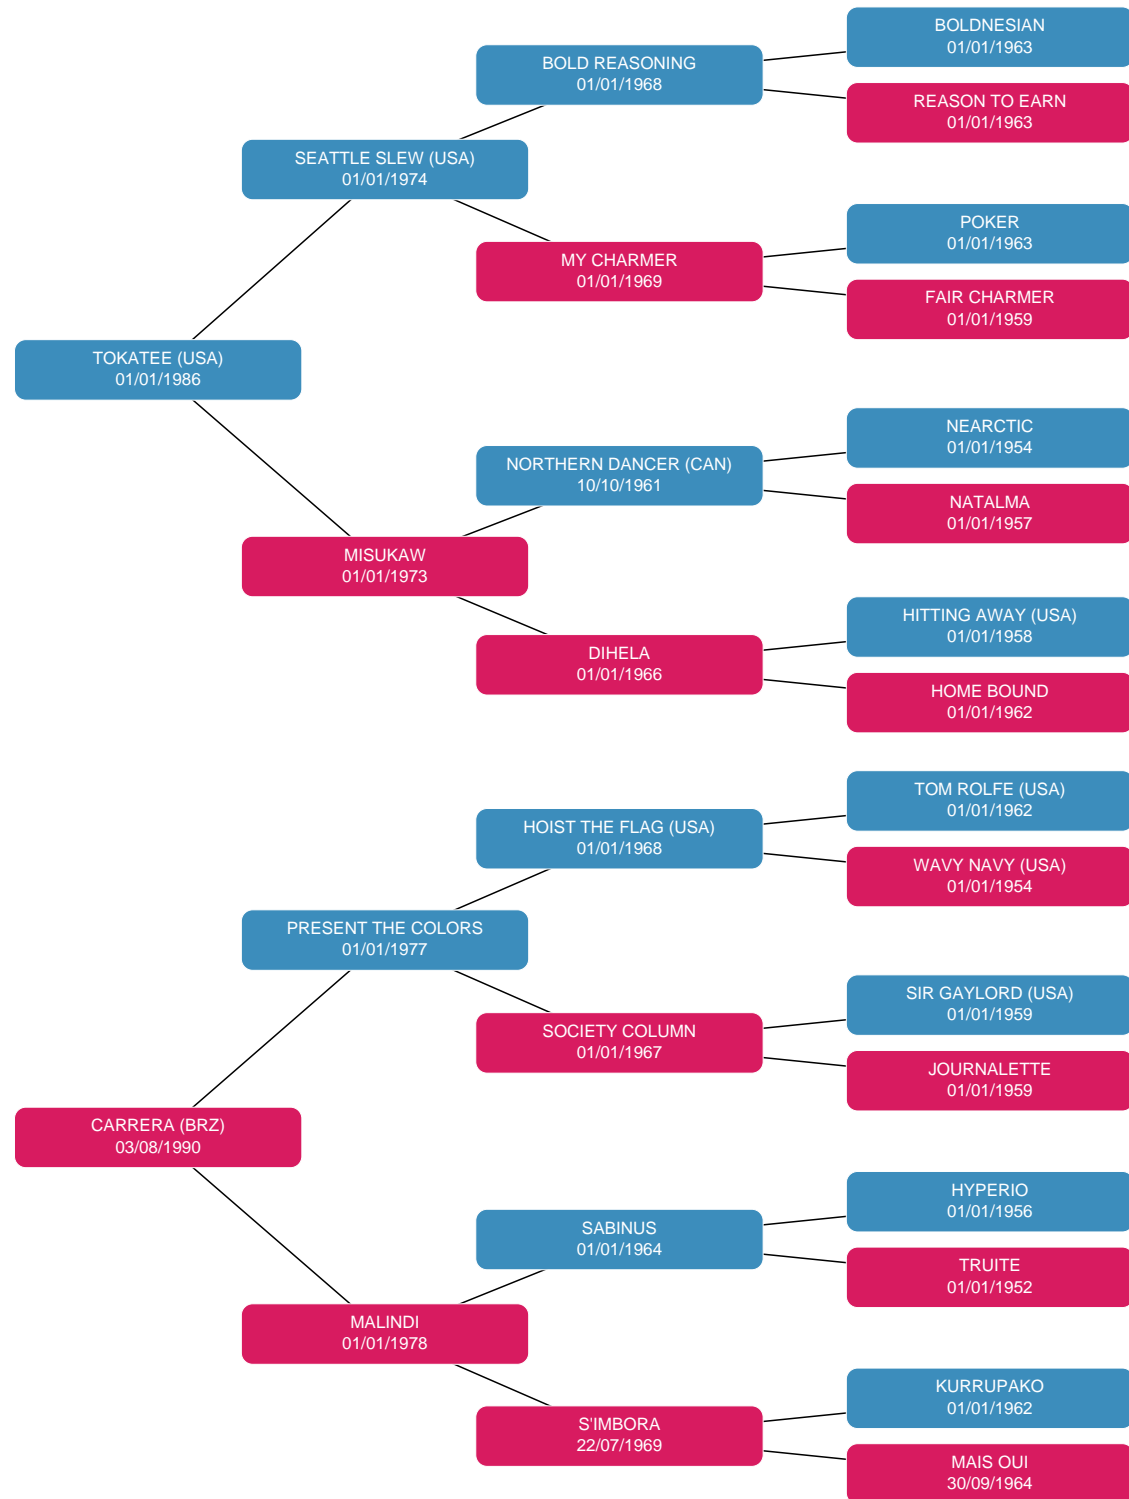 BOLDNESIAN
01/01/1963
BOLD REASONING
01/01/1968
REASON TO EARN
01/01/1963
SEATTLE SLEW (USA)
01/01/1974
POKER
01/01/1963
MY CHARMER
01/01/1969
FAIR CHARMER
01/01/1959
TOKATEE (USA)
01/01/1986
NEARCTIC
01/01/1954
NORTHERN DANCER (CAN)
10/10/1961
NATALMA
01/01/1957
MISUKAW
01/01/1973
HITTING AWAY (USA)
01/01/1958
DIHELA
01/01/1966
HOME BOUND
01/01/1962
TOM ROLFE (USA)
01/01/1962
HOIST THE FLAG (USA)
01/01/1968
WAVY NAVY (USA)
01/01/1954
PRESENT THE COLORS
01/01/1977
SIR GAYLORD (USA)
01/01/1959
SOCIETY COLUMN
01/01/1967
JOURNALETTE
01/01/1959
CARRERA (BRZ)
03/08/1990
HYPERIO
01/01/1956
SABINUS
01/01/1964
TRUITE
01/01/1952
MALINDI
01/01/1978
KURRUPAKO
01/01/1962
S'IMBORA
22/07/1969
MAIS OUI
30/09/1964